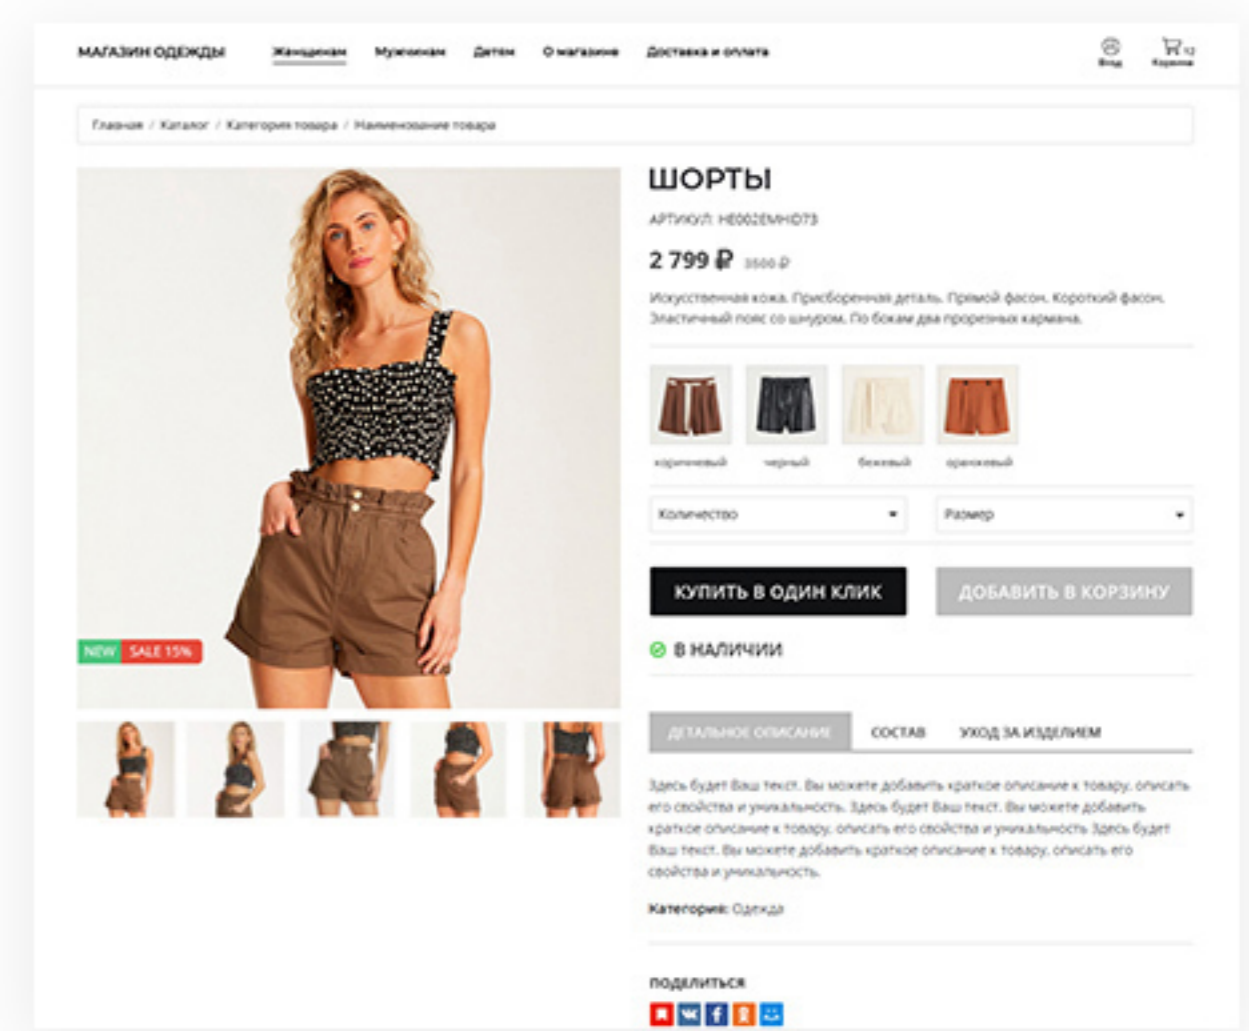 МАГАЗИН ОДЕЖДЫ Женщинам Мужчинам Детям О магазине Доставка и оплата
Вход Корзина
Главная / Каталог / Категория товара / Наименование товара
ШОРТЫ
АРТИКУЛ: HE002EMHID73
2 799 ₽ 3500 ₽
Искусственная кожа. Присборенная деталь. Прямой фасон. Короткий фасон.
Эластичный пояс со шнуром. По бокам два прорезных кармана.
коричневый черный бежевый оранжевый
Количество Размер
КУПИТЬ В ОДИН КЛИК ДОБАВИТЬ В КОРЗИНУ
NEW SALE 15%
В НАЛИЧИИ
ДЕТАЛЬНОЕ ОПИСАНИЕ СОСТАВ УХОД ЗА ИЗДЕЛИЕМ
Здесь будет Ваш текст. Вы можете добавить краткое описание к товару, описать
его свойства и уникальность. Здесь будет Ваш текст. Вы можете добавить
краткое описание к товару, описать его свойства и уникальность Здесь будет
Ваш текст. Вы можете добавить краткое описание к товару, описать его
свойства и уникальность.
Категория: Одежда
ПОДЕЛИТЬСЯ